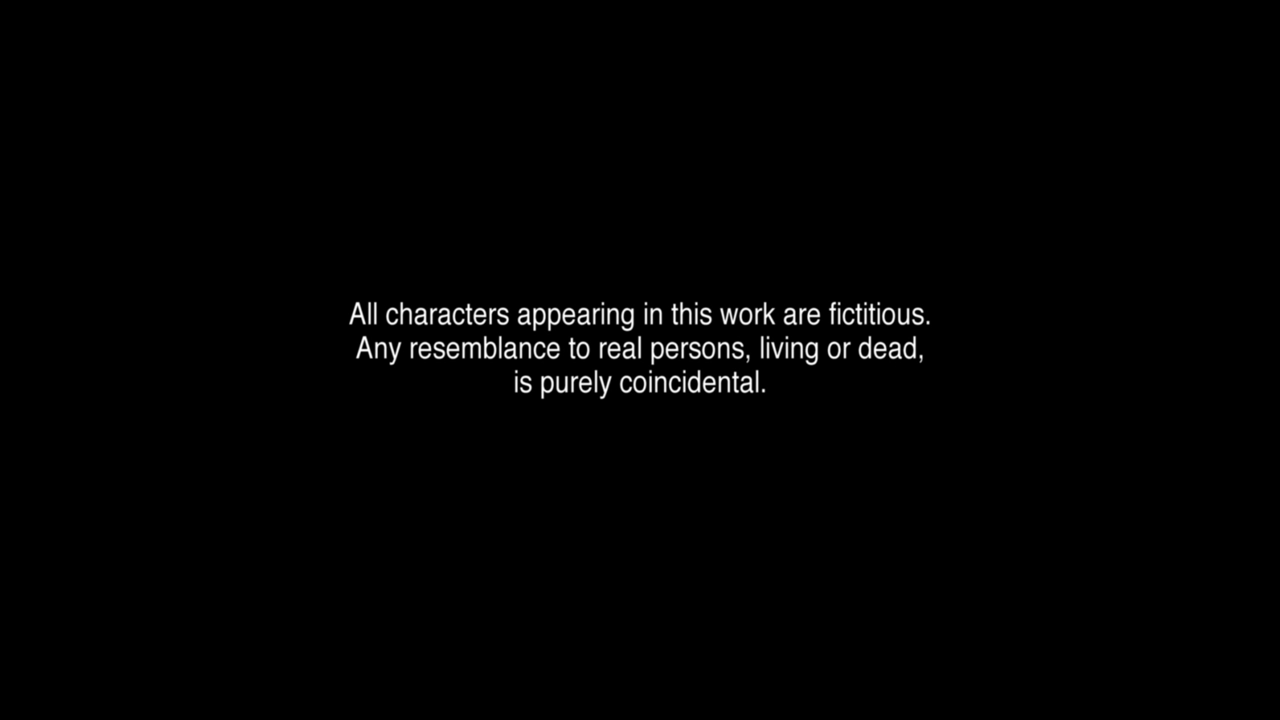 All characters appearing in this work are fictitious.
Any resemblance to real persons, living or dead,
is purely coincidental.